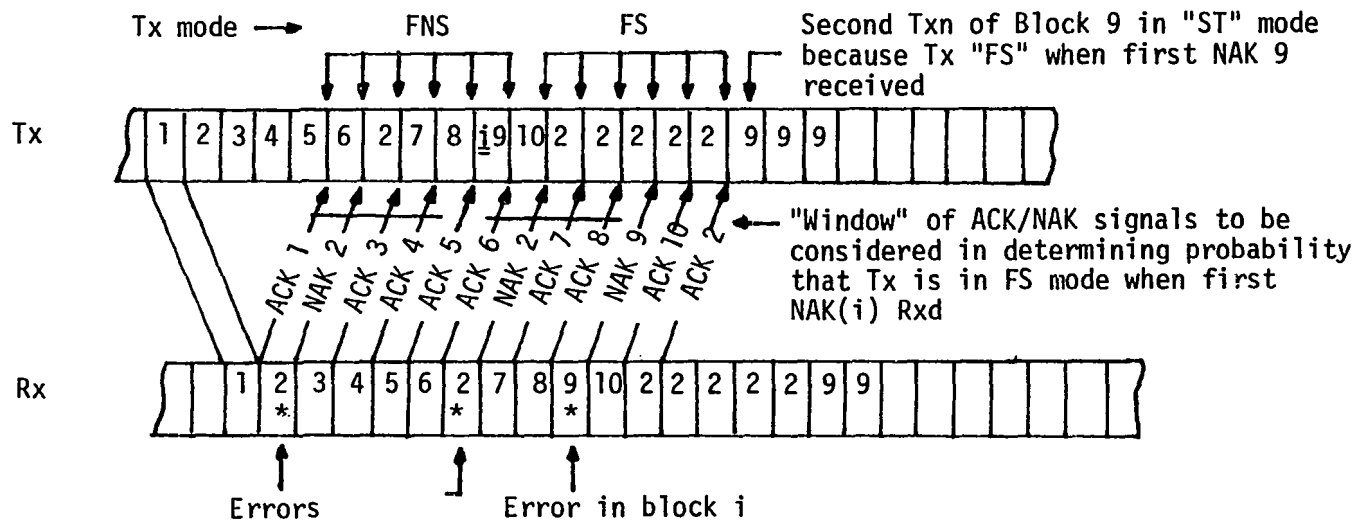 Tx mode → FNS FS Second Txn of Block 9 in "ST" mode
because Tx "FS" when first NAK 9
received
Tx 1 2 3 4 5 6 2 7 8 i9 10 2 2 2 2 2 9 9 9
"Window" of ACK/NAK signals to be
considered in determining probability
that Tx is in FS mode when first
NAK(i) Rxd
ACK 1
NAK 2
ACK 3
ACK 4
ACK 5
ACK 6
NAK 2
ACK 7
ACK 8
NAK 9
ACK 10
ACK 2
Rx 1 2 3 4 5 6 2 7 8 9 10 2 2 2 2 2 9 9
* * *
Errors Error in block i